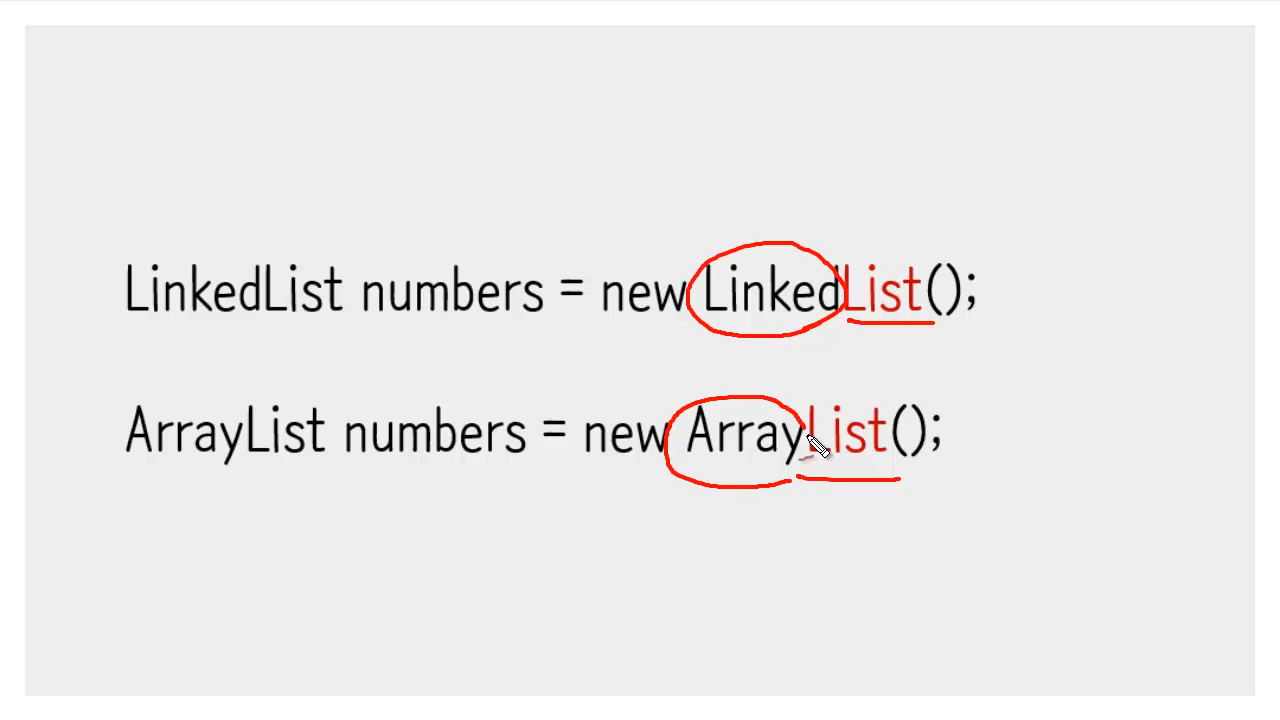 LinkedList numbers = new LinkedList();
ArrayList numbers = new ArrayList();